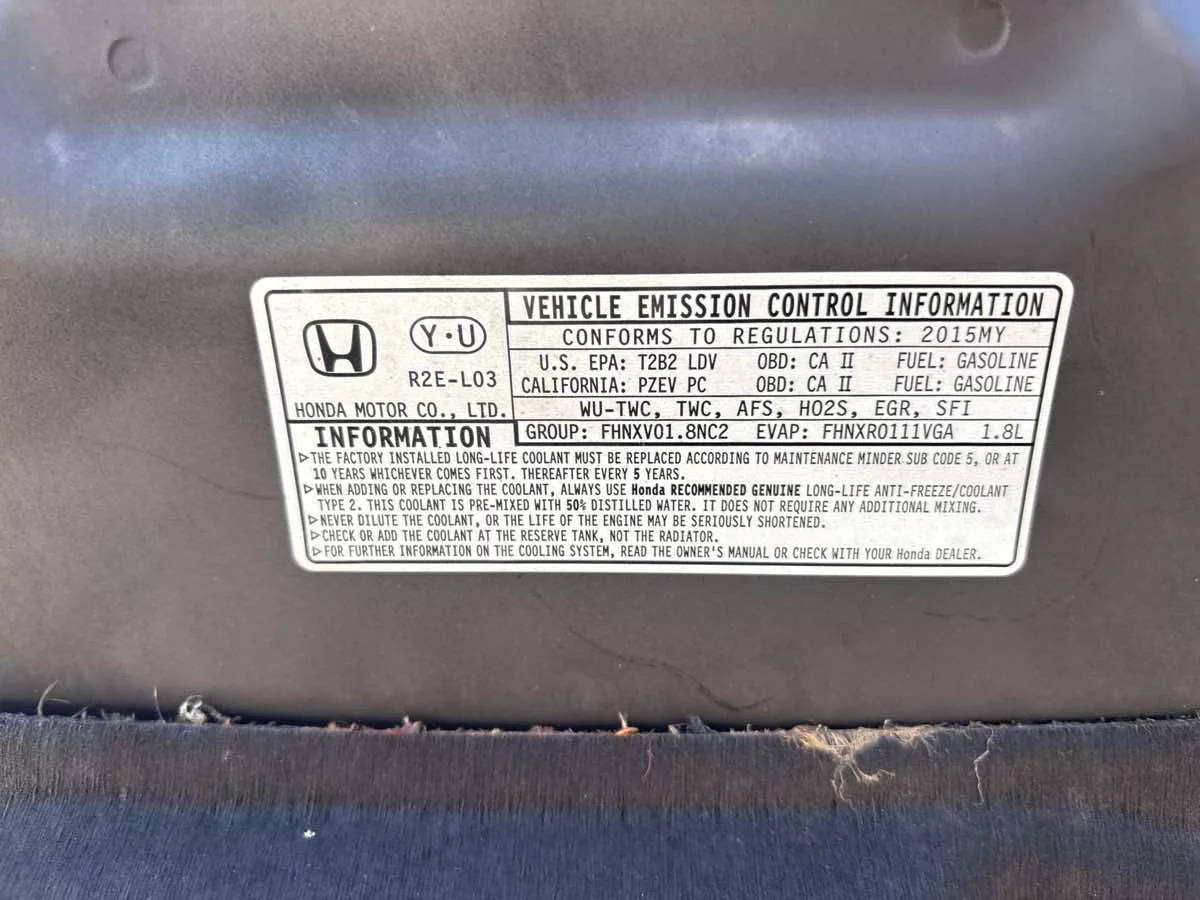 VEHICLE EMISSION CONTROL INFORMATION
CONFORMS TO REGULATIONS: 2015MY
Y·U
R2E-L03
HONDA MOTOR CO., LTD.
U.S. EPA: T2B2 LDV OBD: CA II FUEL: GASOLINE
CALIFORNIA: PZEV PC OBD: CA II FUEL: GASOLINE
WU-TWC, TWC, AFS, HO2S, EGR, SFI
GROUP: FHNXV01.8NC2 EVAP: FHNXR0111VGA 1.8L
INFORMATION
▷THE FACTORY INSTALLED LONG-LIFE COOLANT MUST BE REPLACED ACCORDING TO MAINTENANCE MINDER SUB CODE 5, OR AT
10 YEARS WHICHEVER COMES FIRST. THEREAFTER EVERY 5 YEARS.
▷WHEN ADDING OR REPLACING THE COOLANT, ALWAYS USE Honda RECOMMENDED GENUINE LONG-LIFE ANTI-FREEZE/COOLANT
TYPE 2. THIS COOLANT IS PRE-MIXED WITH 50% DISTILLED WATER. IT DOES NOT REQUIRE ANY ADDITIONAL MIXING.
▷NEVER DILUTE THE COOLANT, OR THE LIFE OF THE ENGINE MAY BE SERIOUSLY SHORTENED.
▷CHECK OR ADD THE COOLANT AT THE RESERVE TANK, NOT THE RADIATOR.
▷FOR FURTHER INFORMATION ON THE COOLING SYSTEM, READ THE OWNER'S MANUAL OR CHECK WITH YOUR Honda DEALER.